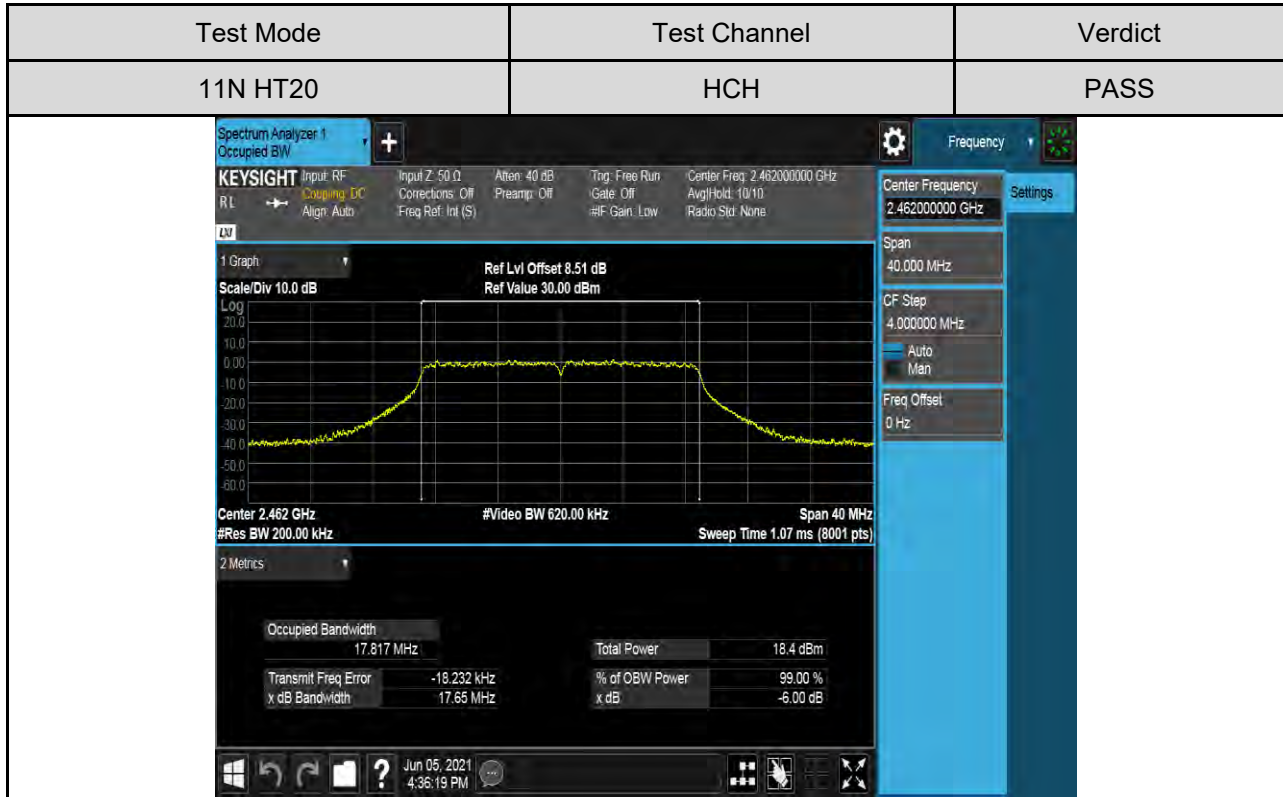 Test Mode Test Channel Verdict
11N HT20 HCH PASS
Spectrum Analyzer 1
Occupied BW
+
Frequency
KEYSIGHT Input: RF Input Z: 50 Ω Atten: 40 dB Trig: Free Run Center Freq: 2.462000000 GHz
RL Coupling: DC Corrections: Off Preamp: Off Gate: Off Avg|Hold: 10/10
Align: Auto Freq Ref: Int (S) #IF Gain: Low Radio Std: None
LXI
Center Frequency
2.462000000 GHz
Settings
Span
40.000 MHz
CF Step
4.000000 MHz
Auto
Man
Freq Offset
0 Hz
1 Graph
Ref Lvl Offset 8.51 dB
Scale/Div 10.0 dB Ref Value 30.00 dBm
Log
20.0
10.0
0.00
-10.0
-20.0
-30.0
-40.0
-50.0
-60.0
Center 2.462 GHz #Video BW 620.00 kHz Span 40 MHz
#Res BW 200.00 kHz Sweep Time 1.07 ms (8001 pts)
2 Metrics
Occupied Bandwidth
17.817 MHz Total Power 18.4 dBm
Transmit Freq Error -18.232 kHz % of OBW Power 99.00 %
x dB Bandwidth 17.65 MHz x dB -6.00 dB
?
Jun 05, 2021
4:36:19 PM